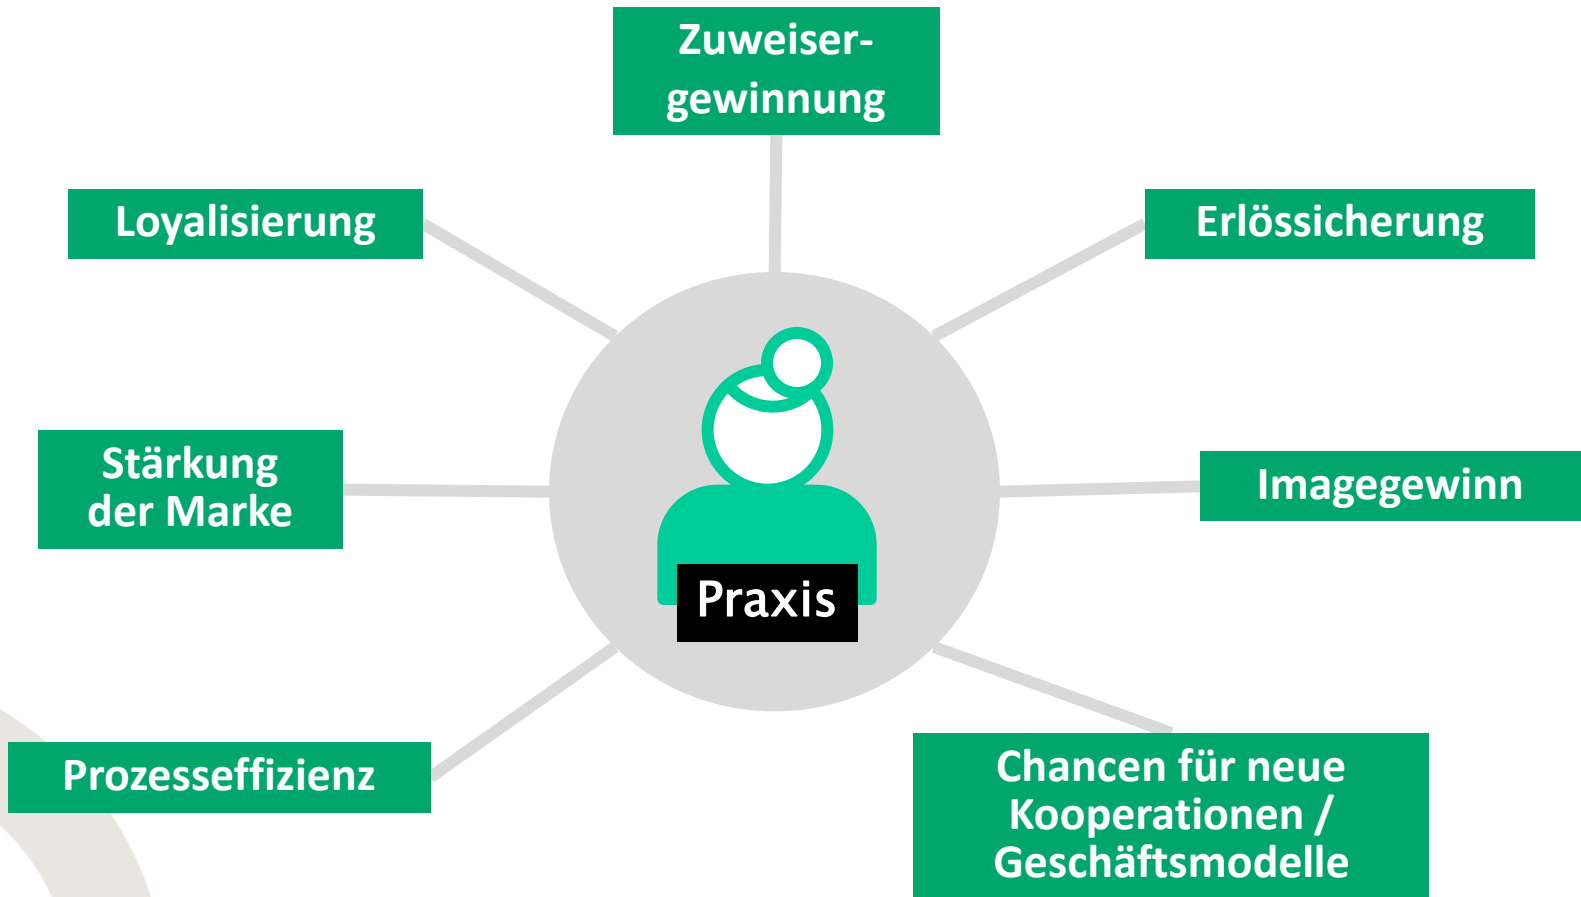 Zuweiser-
gewinnung
Loyalisierung
Erlössicherung
Stärkung
der Marke
Imagegewinn
Praxis
Prozesseffizienz
Chancen für neue
Kooperationen /
Geschäftsmodelle